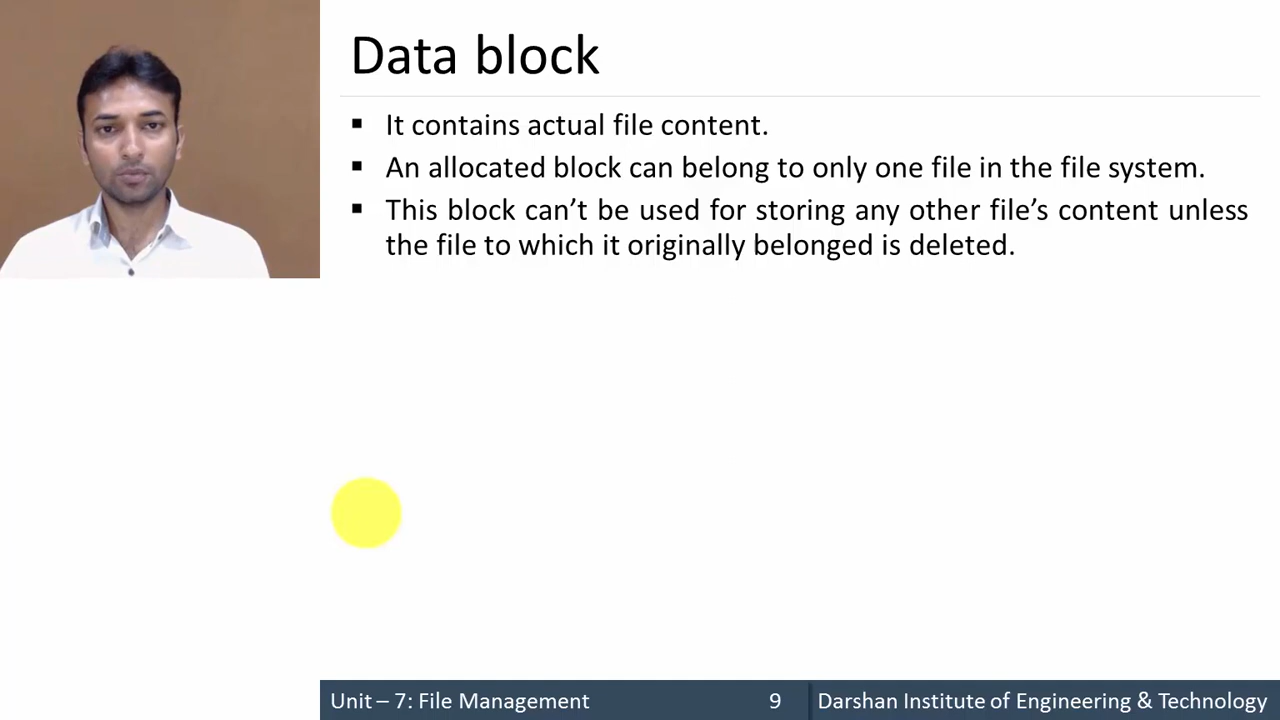 Data block
▪ It contains actual file content.
▪ An allocated block can belong to only one file in the file system.
▪ This block can’t be used for storing any other file’s content unless
the file to which it originally belonged is deleted.
Unit – 7: File Management 9 Darshan Institute of Engineering & Technology